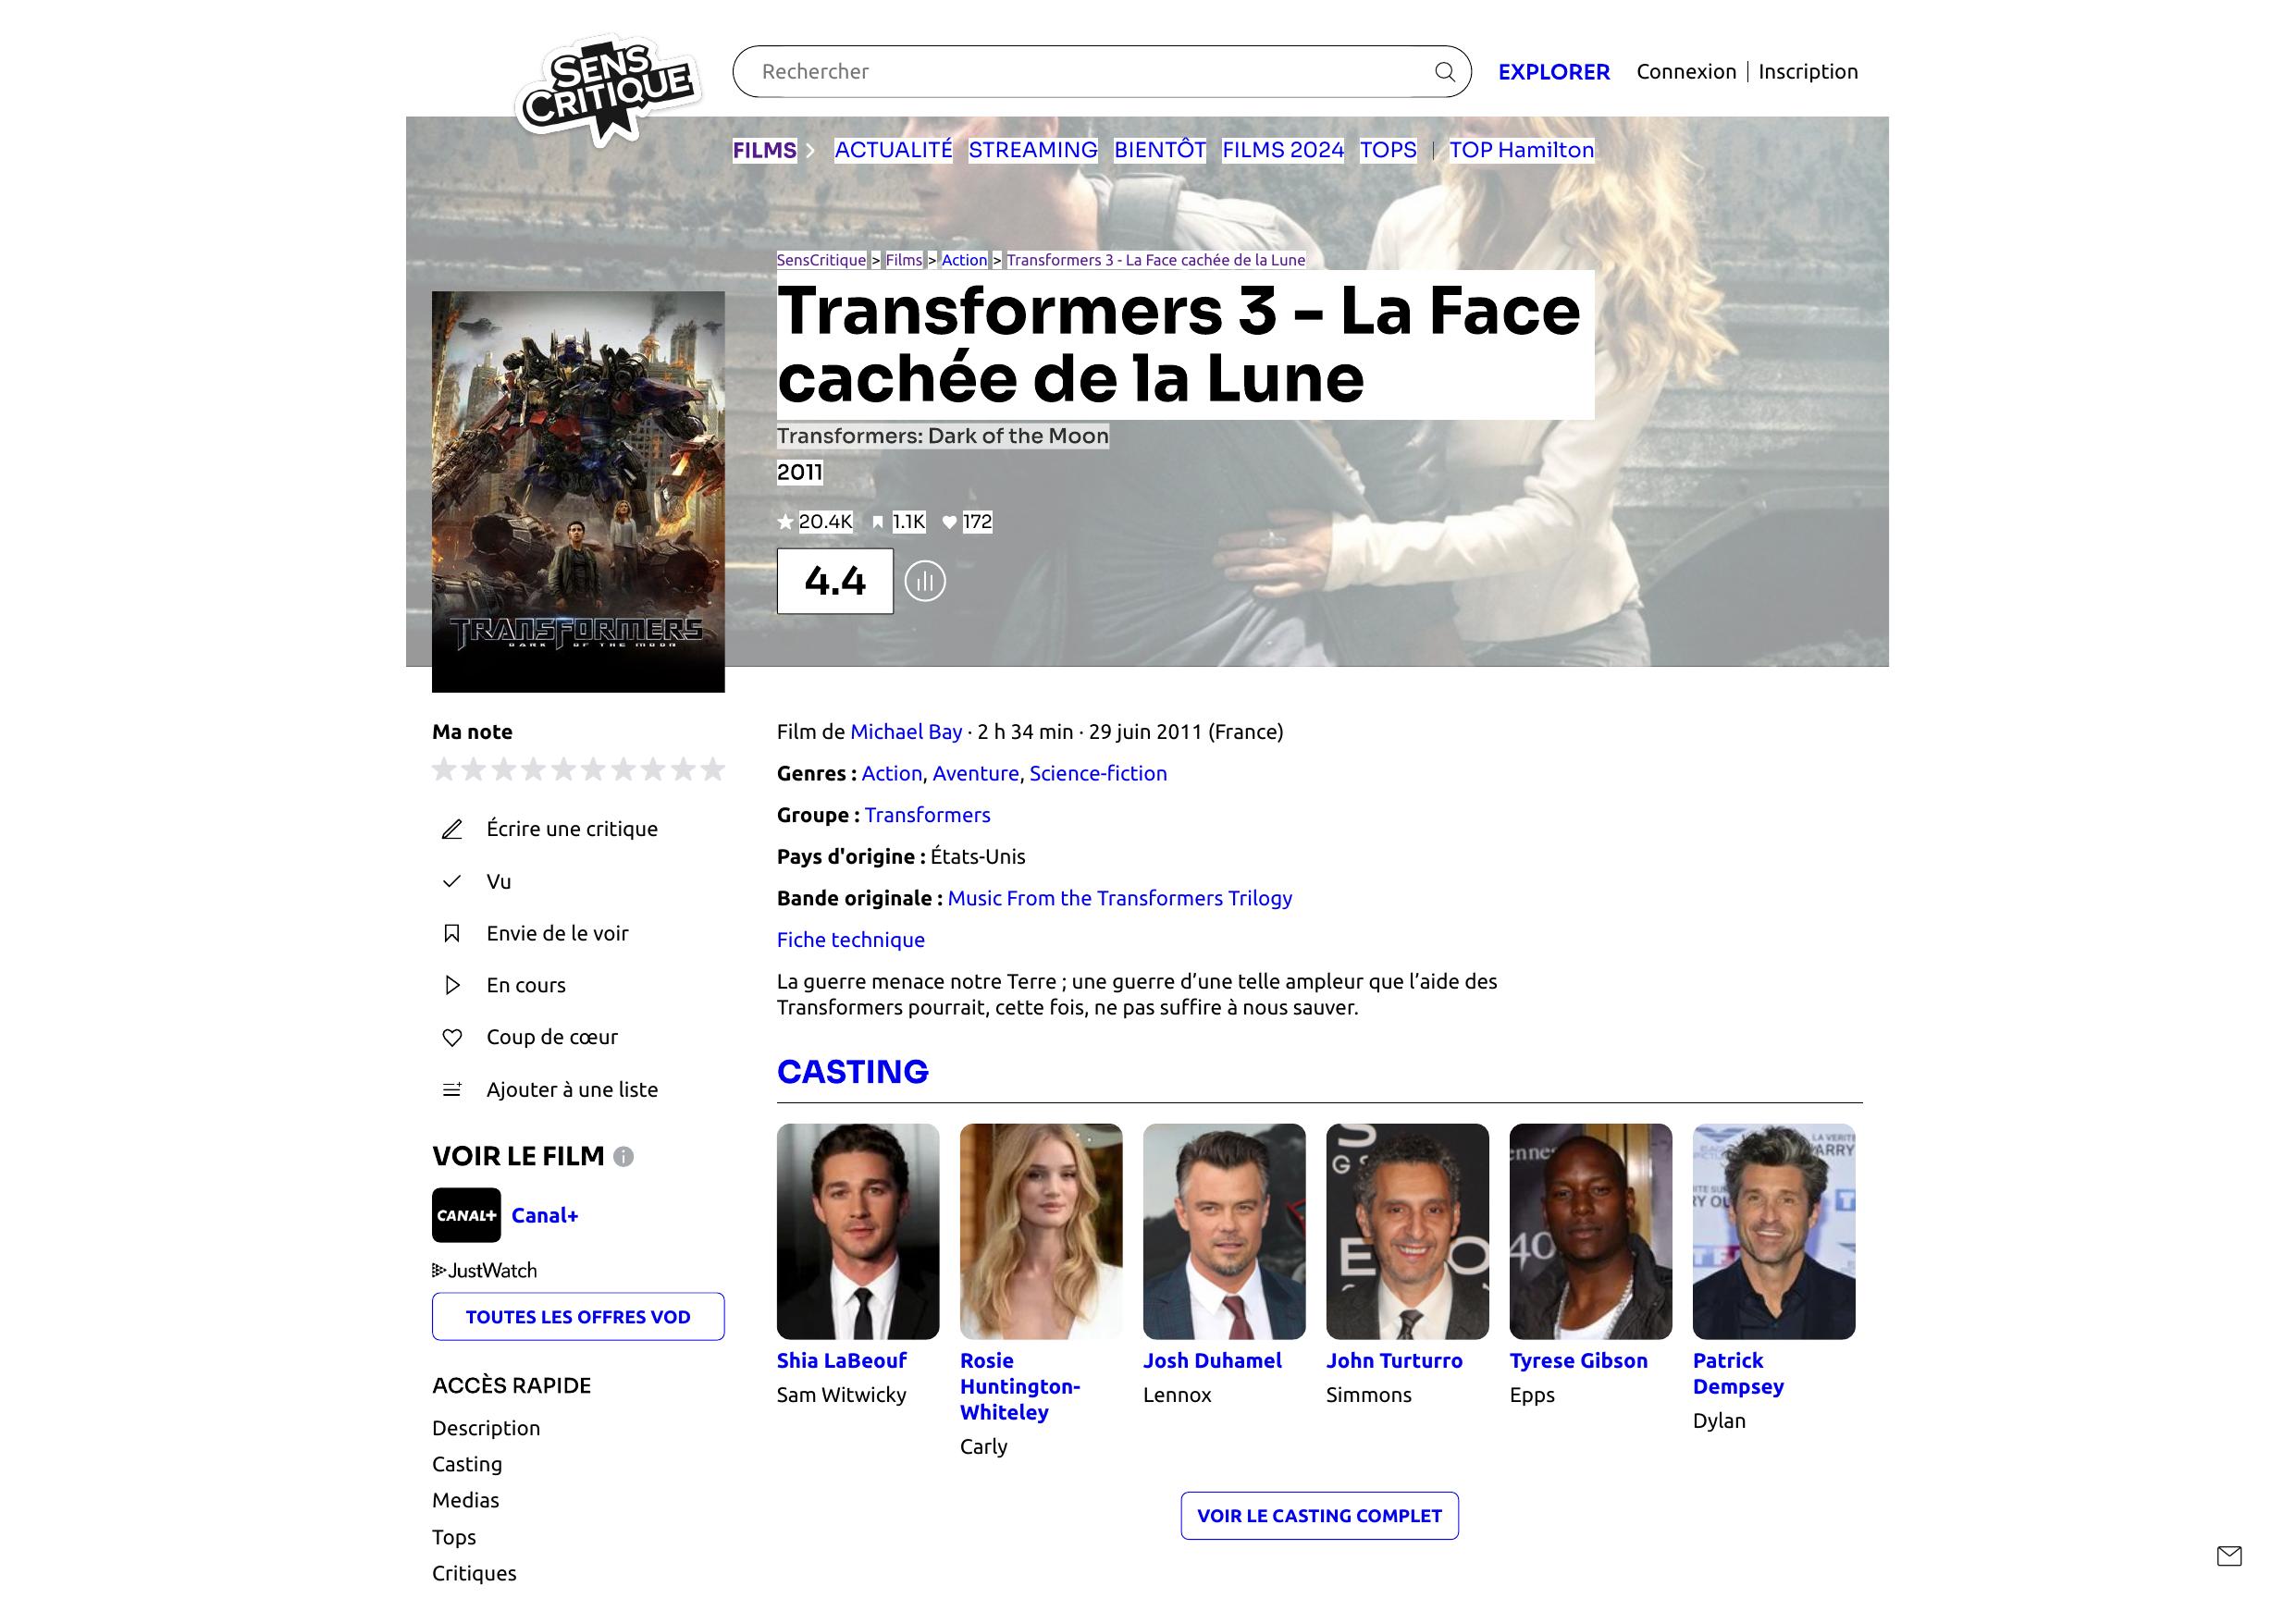 SENS
CRITIQUE
Rechercher
EXPLORER
Connexion | Inscription
FILMS
ACTUALITÉ STREAMING BIENTÔT FILMS 2024 TOPS | TOP Hamilton
SensCritique > Films > Action > Transformers 3 - La Face cachée de la Lune
Transformers 3 - La Face
cachée de la Lune
Transformers: Dark of the Moon
2011
20.4K 1.1K 172
4.4
TRANSFORMERS
DARK OF THE MOON
Ma note
Écrire une critique
Vu
Envie de le voir
En cours
Coup de cœur
Ajouter à une liste
VOIR LE FILM
CANAL+ Canal+
JustWatch
TOUTES LES OFFRES VOD
ACCÈS RAPIDE
Description
Casting
Medias
Tops
Critiques
Film de Michael Bay · 2 h 34 min · 29 juin 2011 (France)
Genres : Action, Aventure, Science-fiction
Groupe : Transformers
Pays d'origine : États-Unis
Bande originale : Music From the Transformers Trilogy
Fiche technique
La guerre menace notre Terre ; une guerre d’une telle ampleur que l’aide des
Transformers pourrait, cette fois, ne pas suffire à nous sauver.
CASTING
Shia LaBeouf
Sam Witwicky
Rosie
Huntington-
Whiteley
Carly
Josh Duhamel
Lennox
John Turturro
Simmons
Tyrese Gibson
Epps
Patrick
Dempsey
Dylan
VOIR LE CASTING COMPLET